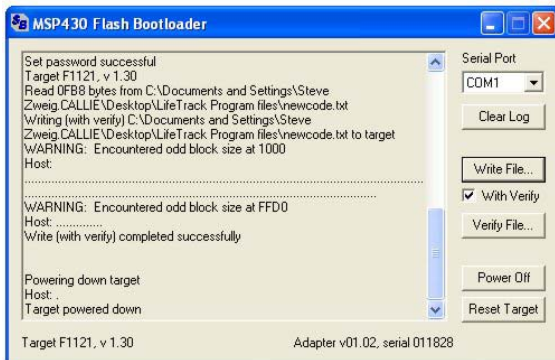 MSP430 Flash Bootloader
Set password successful
Target F1121, v 1.30
Read 0FB8 bytes from C:\Documents and Settings\Steve
Zweig.CALLIE\Desktop\LifeTrack Program files\newcode.txt
Writing (with verify) C:\Documents and Settings\Steve
Zweig.CALLIE\Desktop\LifeTrack Program files\newcode.txt to target
WARNING: Encountered odd block size at 1000
Host:
........................................................................................................................
........................................................................................................
WARNING: Encountered odd block size at FFD0
Host: ..............
Write (with verify) completed successfully
Powering down target
Host: .
Target powered down
Serial Port
COM1
Clear Log
Write File...
With Verify
Verify File...
Power Off
Reset Target
Target F1121, v 1.30
Adapter v01.02, serial 011828